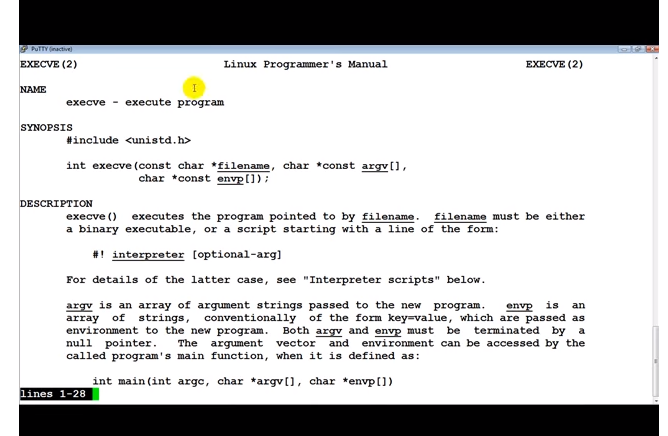 PuTTY (inactive)
EXECVE(2) Linux Programmer's Manual EXECVE(2)
NAME
execve - execute program
SYNOPSIS
#include <unistd.h>
int execve(const char *filename, char *const argv[],
char *const envp[]);
DESCRIPTION
execve() executes the program pointed to by filename. filename must be either
a binary executable, or a script starting with a line of the form:
#! interpreter [optional-arg]
For details of the latter case, see "Interpreter scripts" below.
argv is an array of argument strings passed to the new program. envp is an
array of strings, conventionally of the form key=value, which are passed as
environment to the new program. Both argv and envp must be terminated by a
null pointer. The argument vector and environment can be accessed by the
called program's main function, when it is defined as:
int main(int argc, char *argv[], char *envp[])
lines 1-28